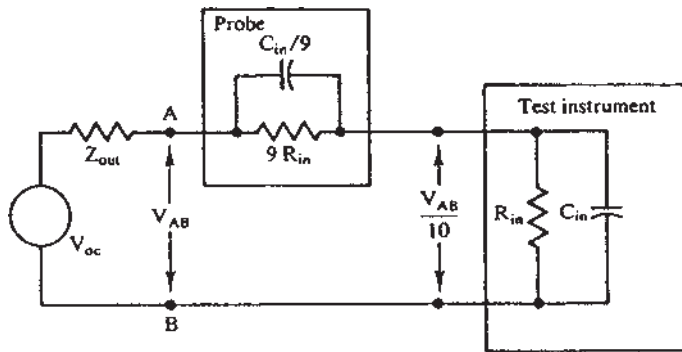 Probe
C_in/9
A
Test instrument
Z_out
9 R_in
V_AB
V_AB
10
R_in
C_in
V_oc
B